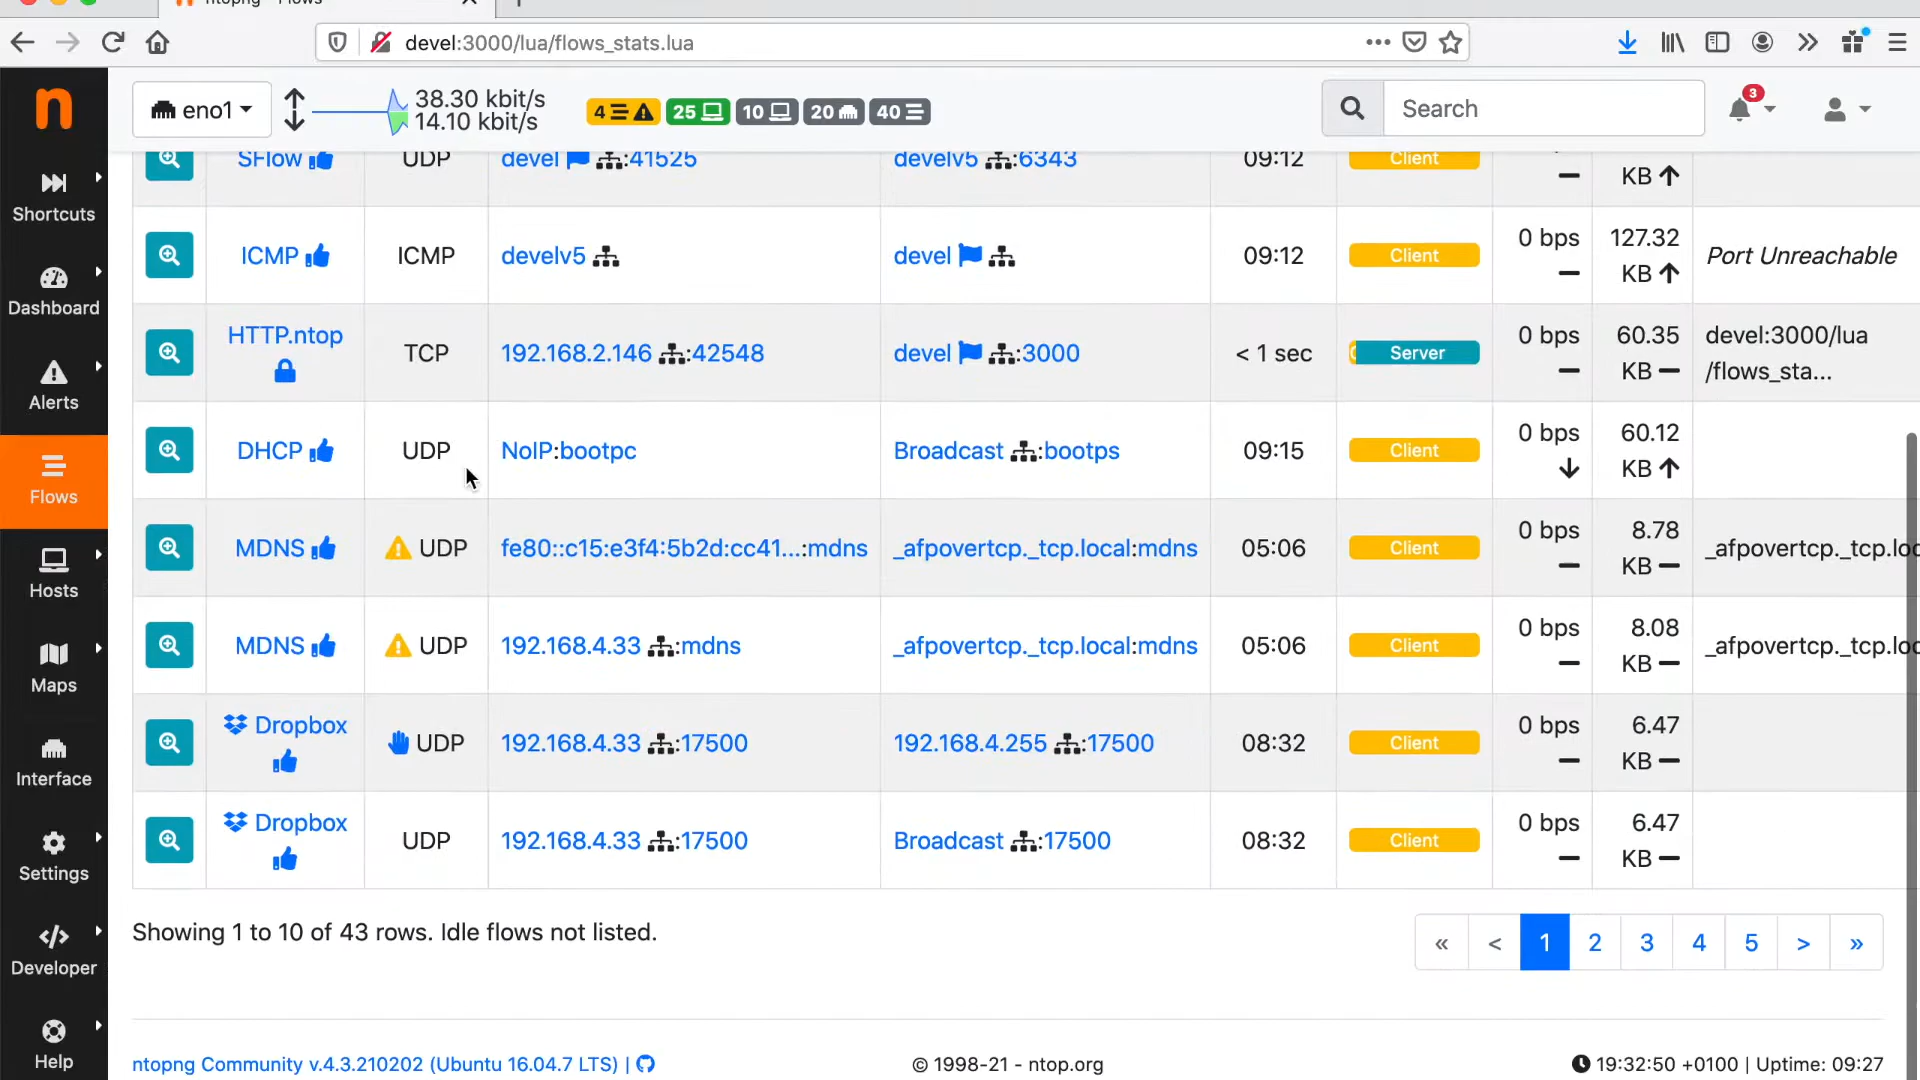 ntopng - Flows
devel:3000/lua/flows_stats.lua
n
eno1
38.30 kbit/s
14.10 kbit/s
4
25
10
20
40
Search
3
Shortcuts
Dashboard
Alerts
Flows
Hosts
Maps
Interface
Settings
Developer
Help
SFlow UDP devel :41525 develv5 :6343 09:12 Client
KB
ICMP ICMP develv5 devel 09:12 Client 0 bps 127.32 KB Port Unreachable
HTTP.ntop TCP 192.168.2.146 :42548 devel :3000 < 1 sec Server 0 bps 60.35 KB devel:3000/lua
/flows_sta...
DHCP UDP NoIP:bootpc Broadcast :bootps 09:15 Client 0 bps 60.12 KB
MDNS UDP fe80::c15:e3f4:5b2d:cc41...:mdns _afpovertcp._tcp.local:mdns 05:06 Client 0 bps 8.78 KB _afpovertcp._tcp.loc
MDNS UDP 192.168.4.33 :mdns _afpovertcp._tcp.local:mdns 05:06 Client 0 bps 8.08 KB _afpovertcp._tcp.loc
Dropbox UDP 192.168.4.33 :17500 192.168.4.255 :17500 08:32 Client 0 bps 6.47 KB
Dropbox UDP 192.168.4.33 :17500 Broadcast :17500 08:32 Client 0 bps 6.47 KB
Showing 1 to 10 of 43 rows. Idle flows not listed.
« < 1 2 3 4 5 > »
ntopng Community v.4.3.210202 (Ubuntu 16.04.7 LTS) |
© 1998-21 - ntop.org
19:32:50 +0100 | Uptime: 09:27